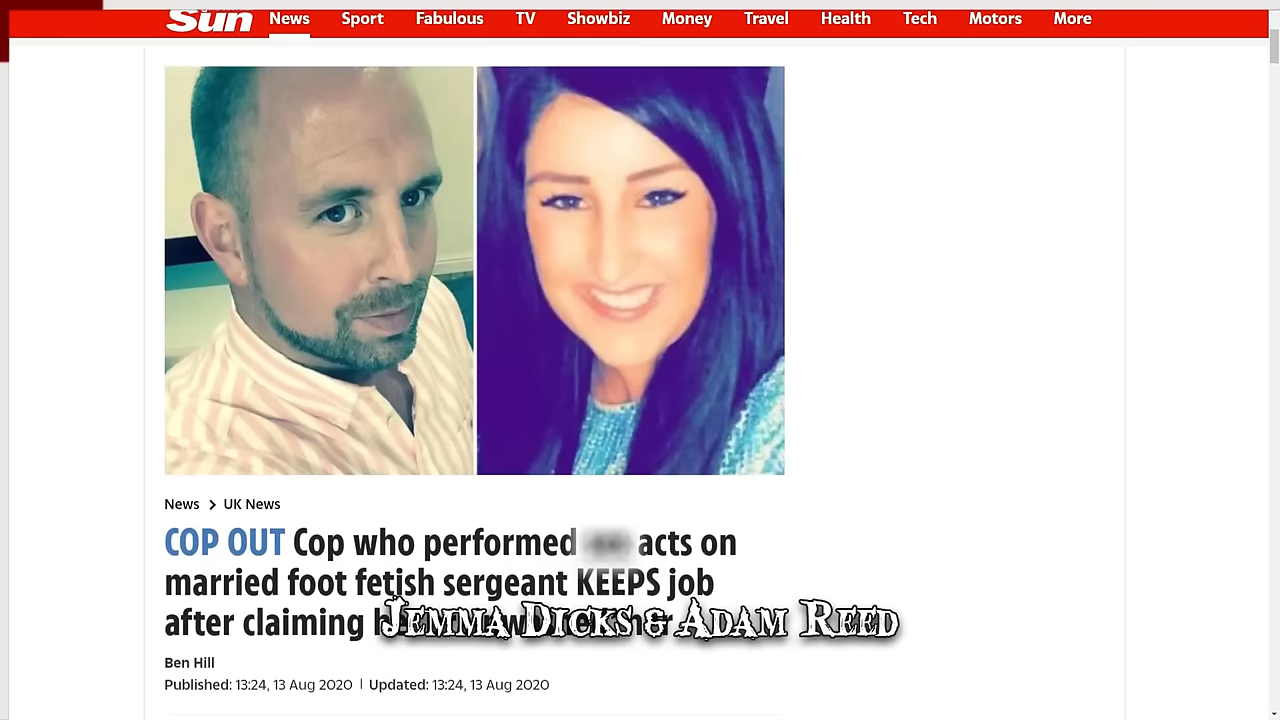 Sun News Sport Fabulous TV Showbiz Money Travel Health Tech Motors More
News > UK News
COP OUT Cop who performed acts on
married foot fetish sergeant KEEPS job
after claiming
Jemma Dicks & Adam Reed
Ben Hill
Published: 13:24, 13 Aug 2020 | Updated: 13:24, 13 Aug 2020